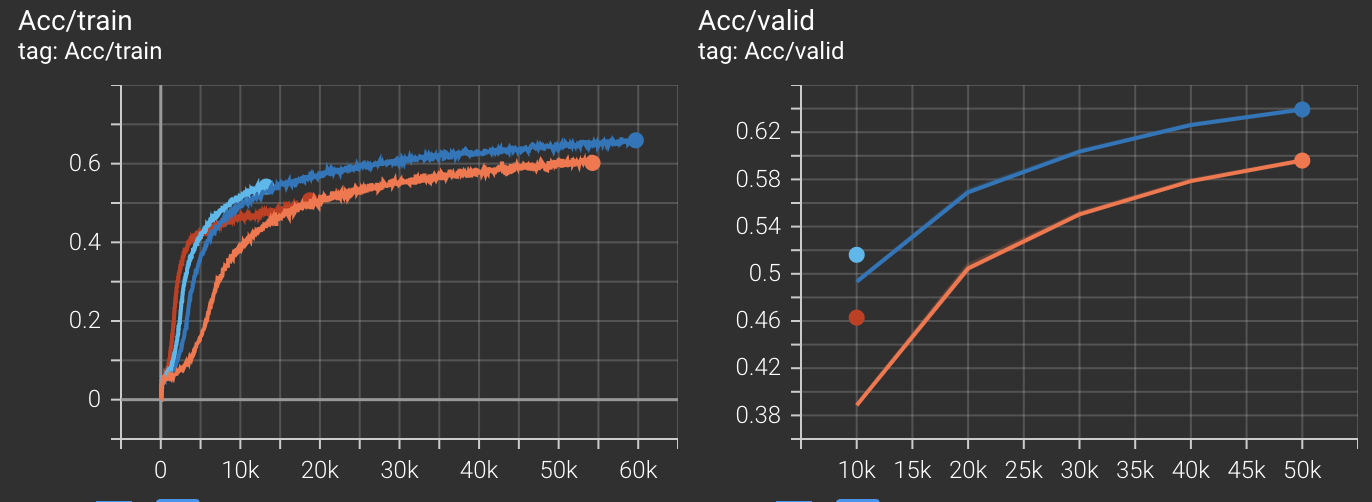 Acc/train
tag: Acc/train
0.6
0.4
0.2
0
0 10k 20k 30k 40k 50k 60k
Acc/valid
tag: Acc/valid
0.62
0.58
0.54
0.5
0.46
0.42
0.38
10k 15k 20k 25k 30k 35k 40k 45k 50k